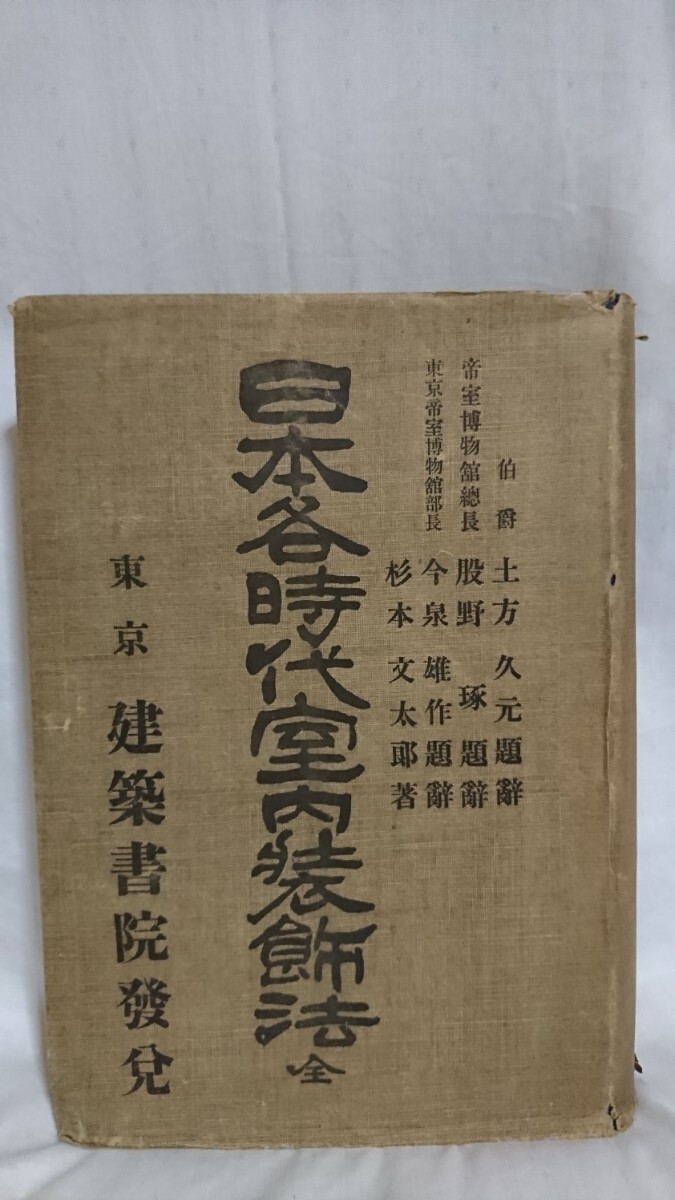 伯爵 土方久元題辭
帝室博物館總長 股野琢題辭
東京帝室博物館部長 今泉雄作題辭
杉本文太郎著
日本各時代室内装飾法 全
東京 建築書院發兌